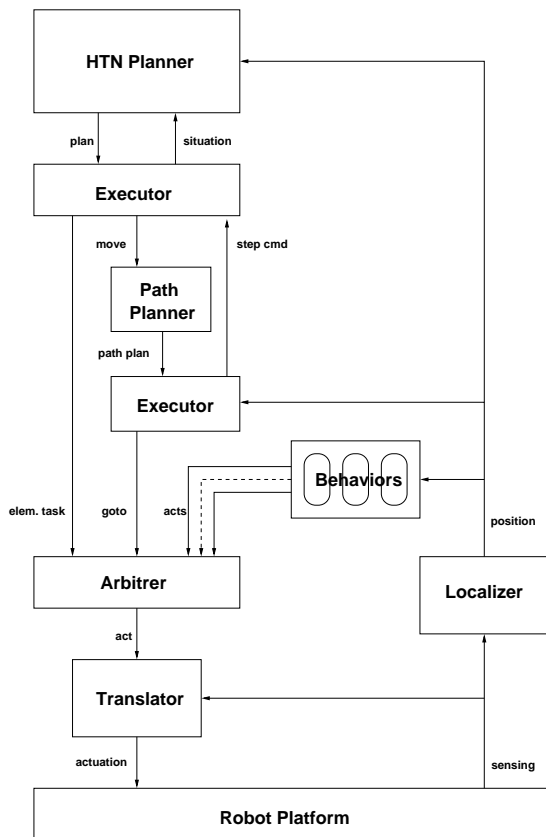 HTN Planner
plan
situation
Executor
move
step cmd
Path
Planner
path plan
Executor
Behaviors
elem. task
goto
acts
position
Arbitrer
Localizer
act
Translator
actuation
sensing
Robot Platform